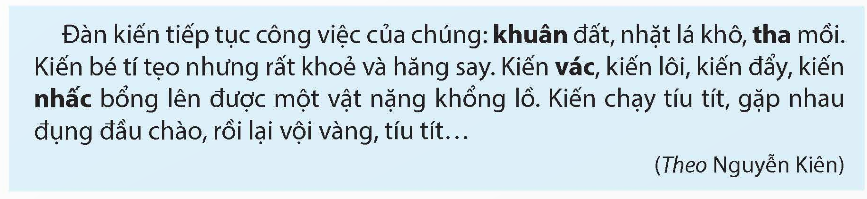 Đàn kiến tiếp tục công việc của chúng: khuân đất, nhặt lá khô, tha mồi.
Kiến bé tí tẹo nhưng rất khoẻ và hăng say. Kiến vác, kiến lôi, kiến đẩy, kiến
nhấc bổng lên được một vật nặng khổng lồ. Kiến chạy tíu tít, gặp nhau
đụng đầu chào, rồi lại vội vàng, tíu tít...
(Theo Nguyễn Kiên)